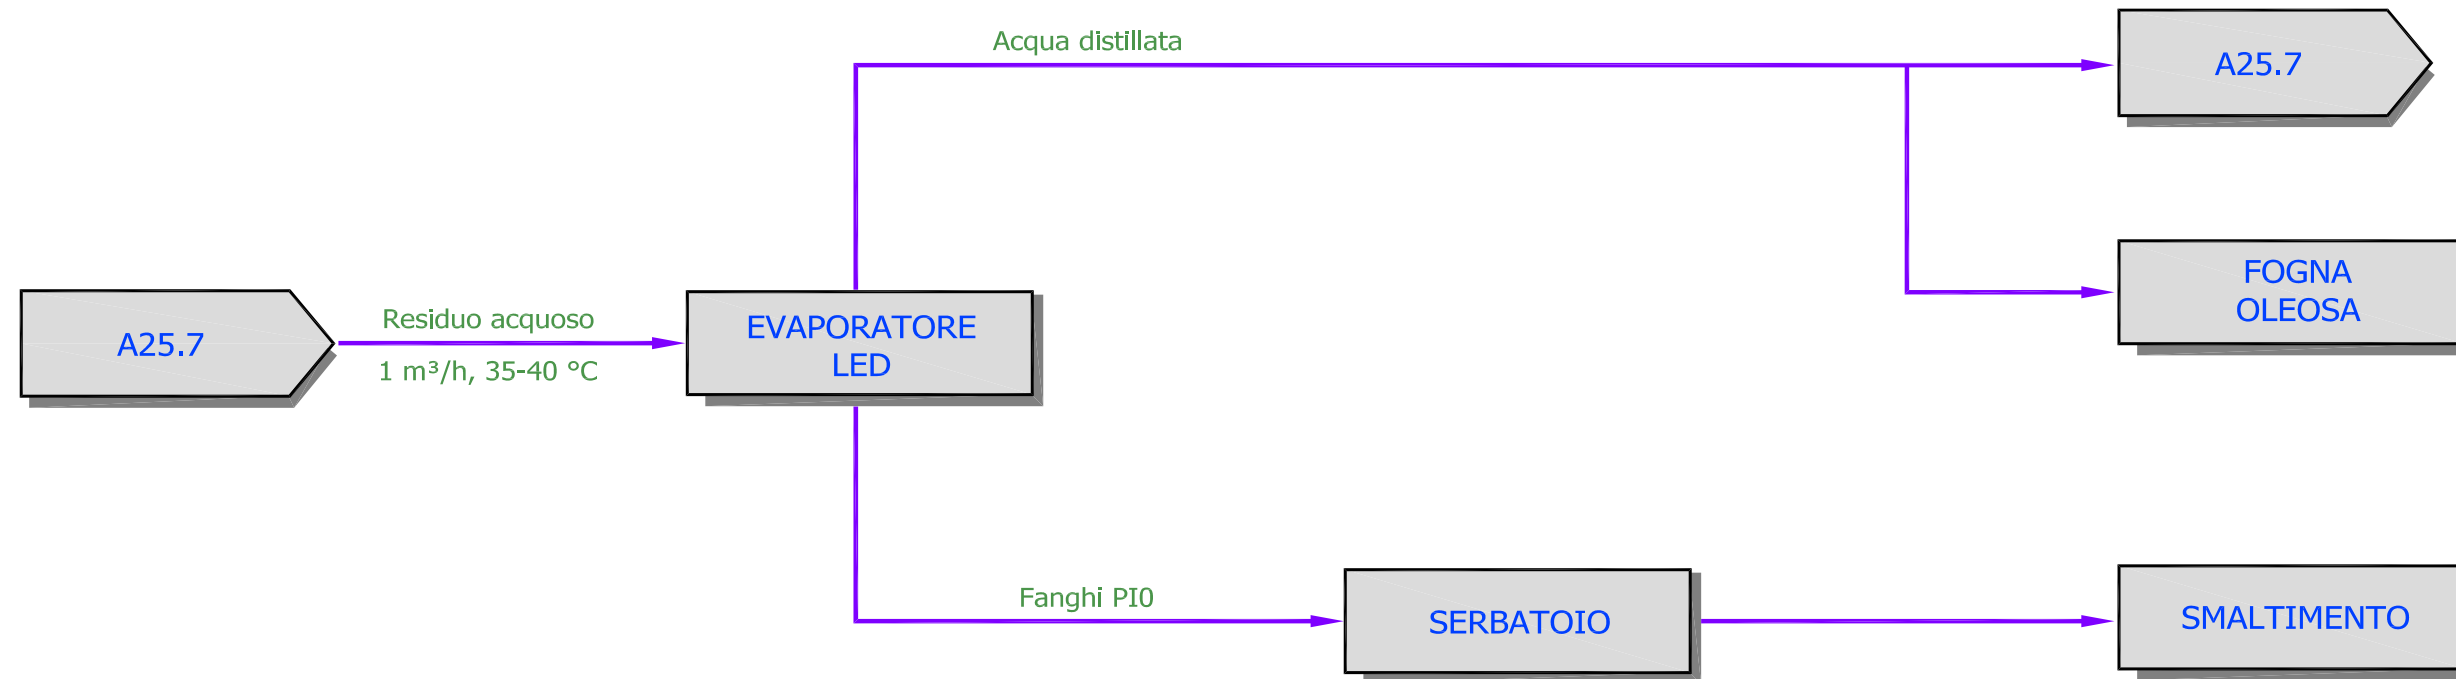 Acqua distillata
A25.7
FOGNA
OLEOSA
A25.7
Residuo acquoso
1 m³/h, 35-40 °C
EVAPORATORE
LED
Fanghi PI0
SERBATOIO
SMALTIMENTO